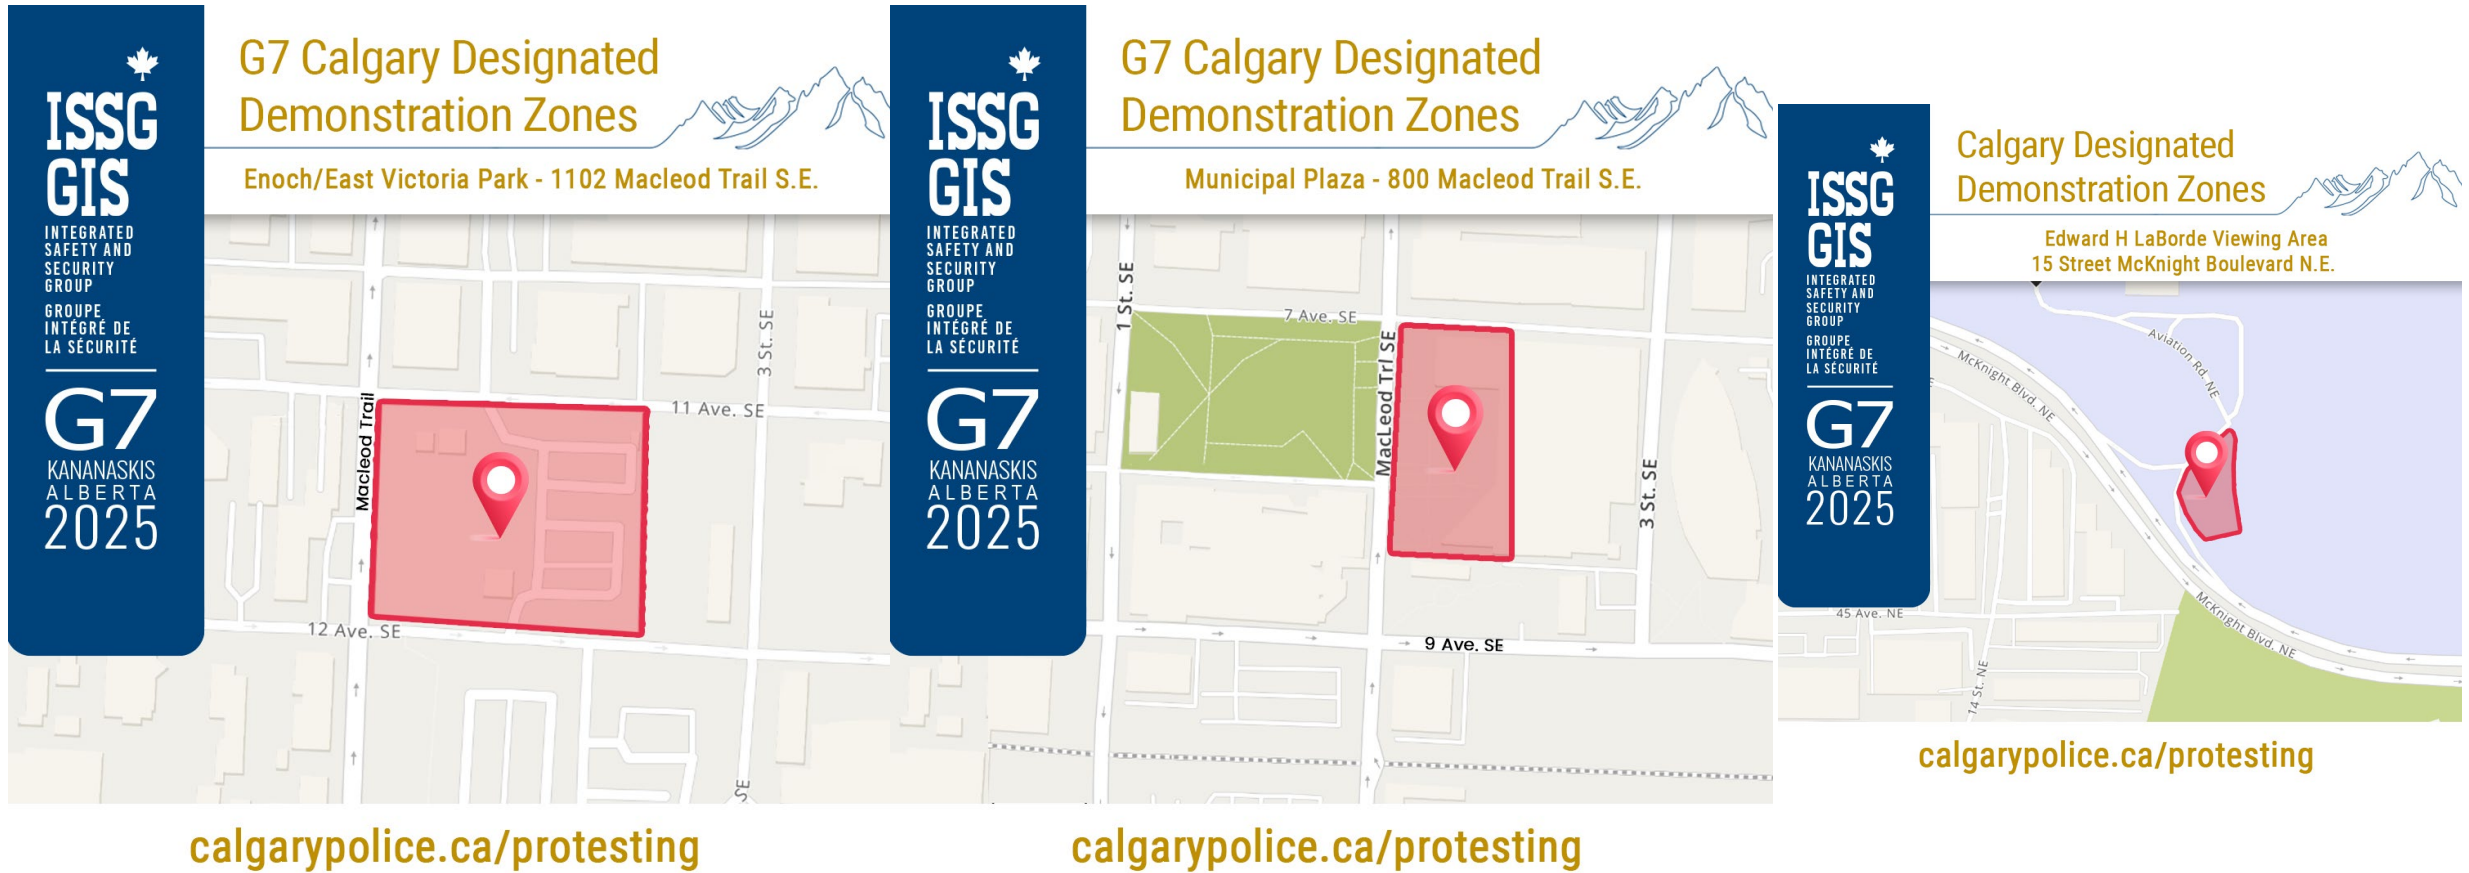 ISSG
GIS
INTEGRATED
SAFETY AND
SECURITY
GROUP
GROUPE
INTÉGRÉ DE
LA SÉCURITÉ
G7
KANANASKIS
ALBERTA
2025
G7 Calgary Designated
Demonstration Zones
Enoch/East Victoria Park - 1102 Macleod Trail S.E.
3 St. SE
11 Ave. SE
Macleod Trail
12 Ave. SE
SE
calgarypolice.ca/protesting
ISSG
GIS
INTEGRATED
SAFETY AND
SECURITY
GROUP
GROUPE
INTÉGRÉ DE
LA SÉCURITÉ
G7
KANANASKIS
ALBERTA
2025
G7 Calgary Designated
Demonstration Zones
Municipal Plaza - 800 Macleod Trail S.E.
1 St. SE
7 Ave. SE
MacLeod Trl SE
3 St. SE
9 Ave. SE
calgarypolice.ca/protesting
ISSG
GIS
INTEGRATED
SAFETY AND
SECURITY
GROUP
GROUPE
INTÉGRÉ DE
LA SÉCURITÉ
G7
KANANASKIS
ALBERTA
2025
Calgary Designated
Demonstration Zones
Edward H LaBorde Viewing Area
15 Street McKnight Boulevard N.E.
Aviation Rd. NE
McKnight Blvd. NE
E
45 Ave. NE
McKnight Blvd. NE
14 St. NE
calgarypolice.ca/protesting